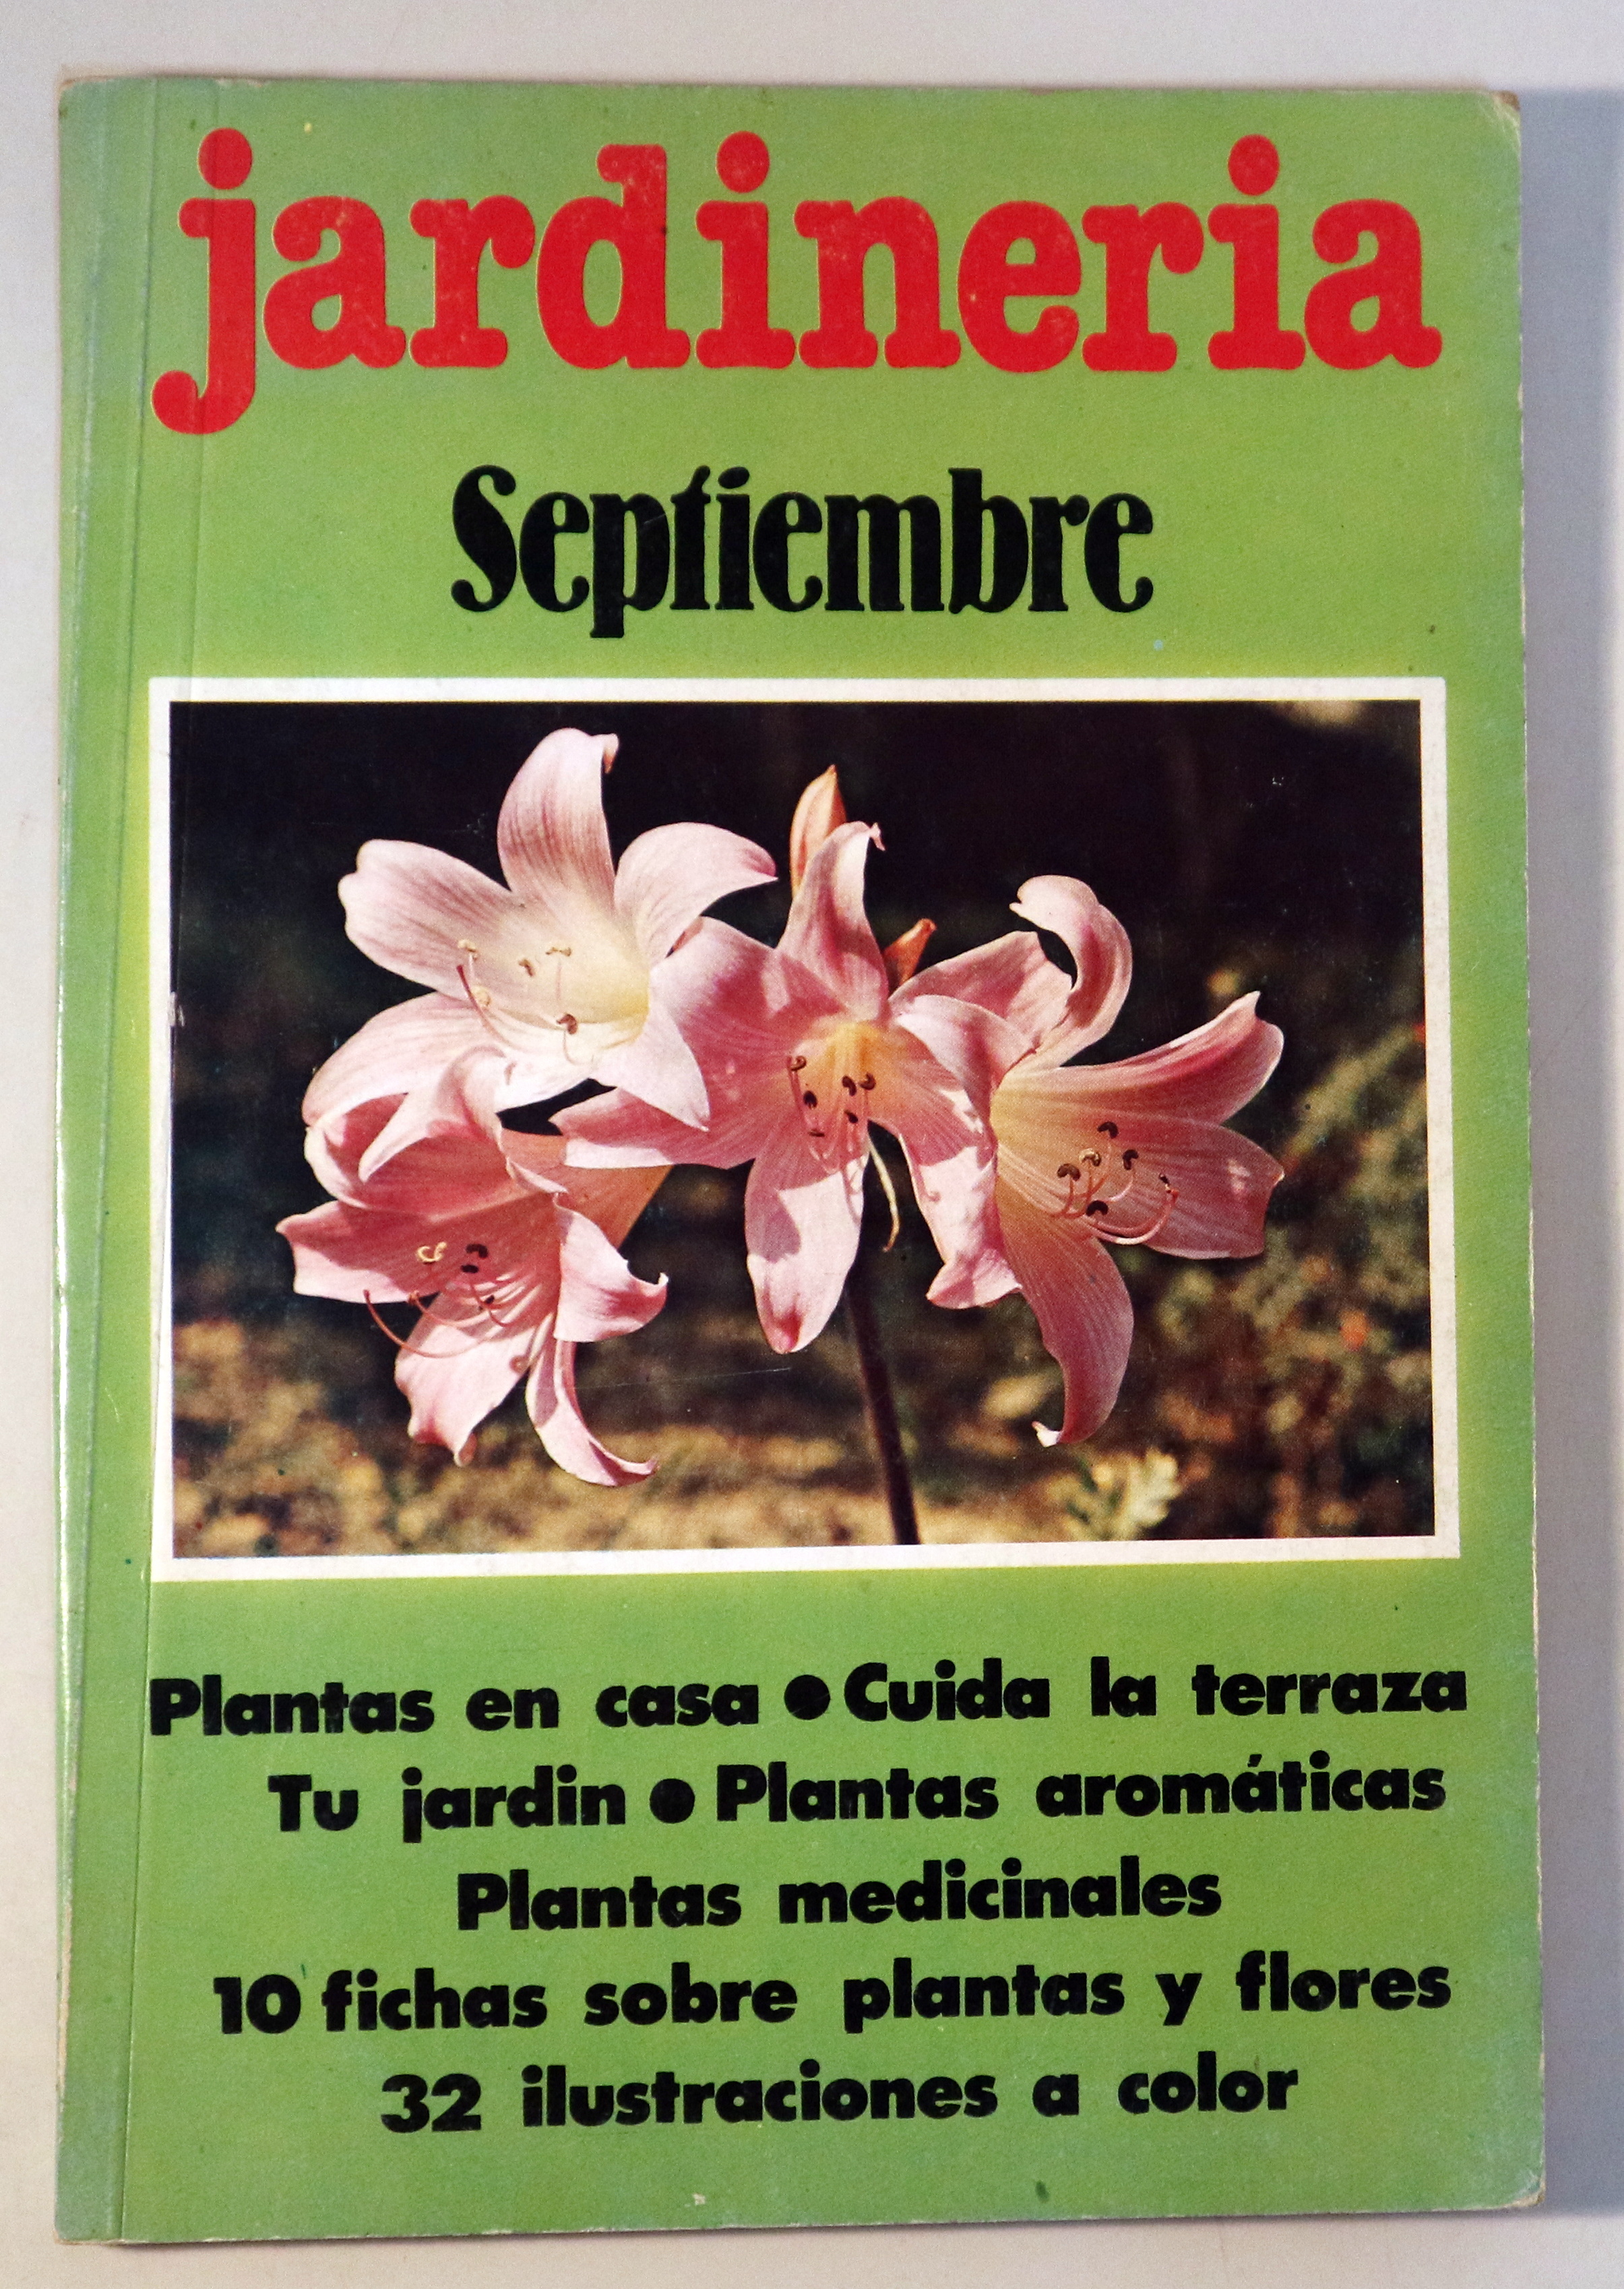 jardineria
Septiembre
Plantas en casa ● Cuida la terraza
Tu jardin ● Plantas aromáticas
Plantas medicinales
10 fichas sobre plantas y flores
32 ilustraciones a color